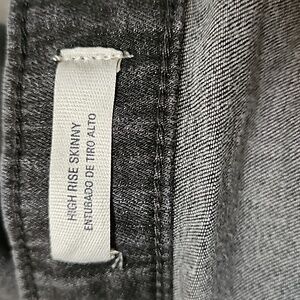 HIGH RISE SKINNY
ENTUBADO DE TIRO ALTO